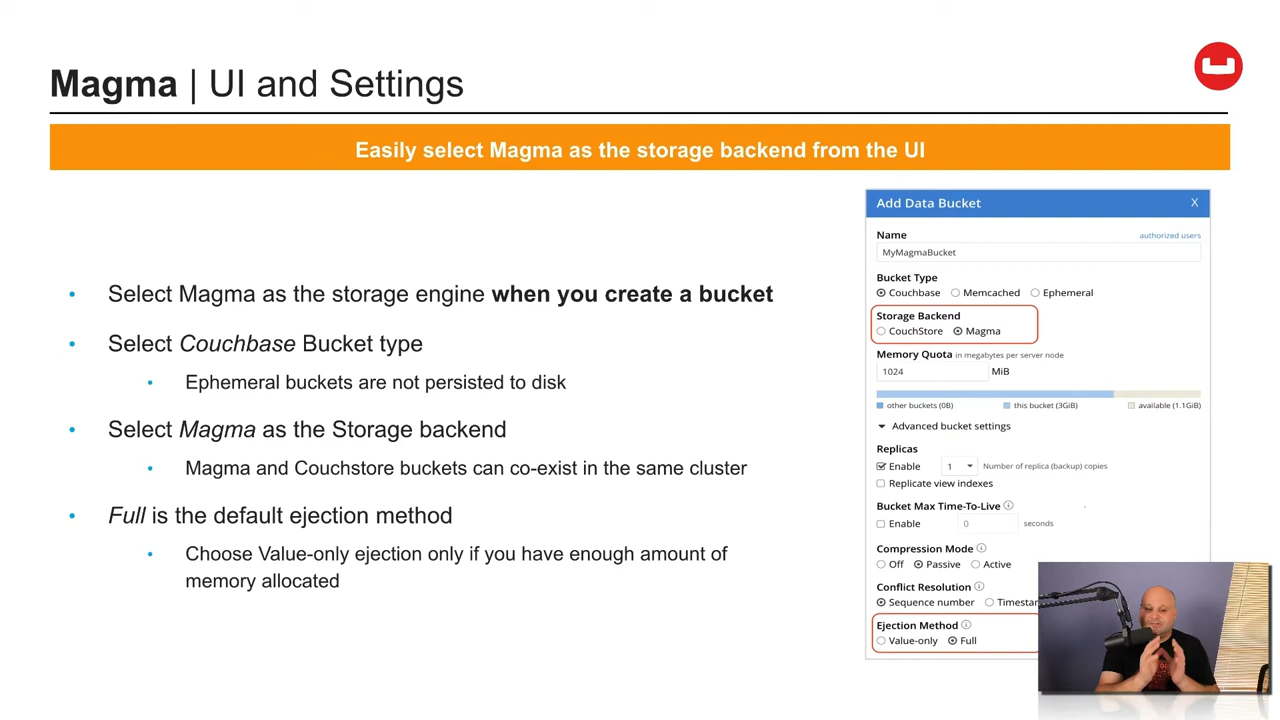 Magma | UI and Settings
Easily select Magma as the storage backend from the UI
• Select Magma as the storage engine when you create a bucket
• Select Couchbase Bucket type
• Ephemeral buckets are not persisted to disk
• Select Magma as the Storage backend
• Magma and Couchstore buckets can co-exist in the same cluster
• Full is the default ejection method
• Choose Value-only ejection only if you have enough amount of
memory allocated
Add Data Bucket X
Name authorized users
MyMagmaBucket
Bucket Type
Couchbase Memcached Ephemeral
Storage Backend
CouchStore Magma
Memory Quota in megabytes per server node
1024 MiB
other buckets (0B) this bucket (3GiB) available (1.1GiB)
Advanced bucket settings
Replicas
Enable 1 Number of replica (backup) copies
Replicate view indexes
Bucket Max Time-To-Live
Enable 0 seconds
Compression Mode
Off Passive Active
Conflict Resolution
Sequence number Timestam
Ejection Method
Value-only Full